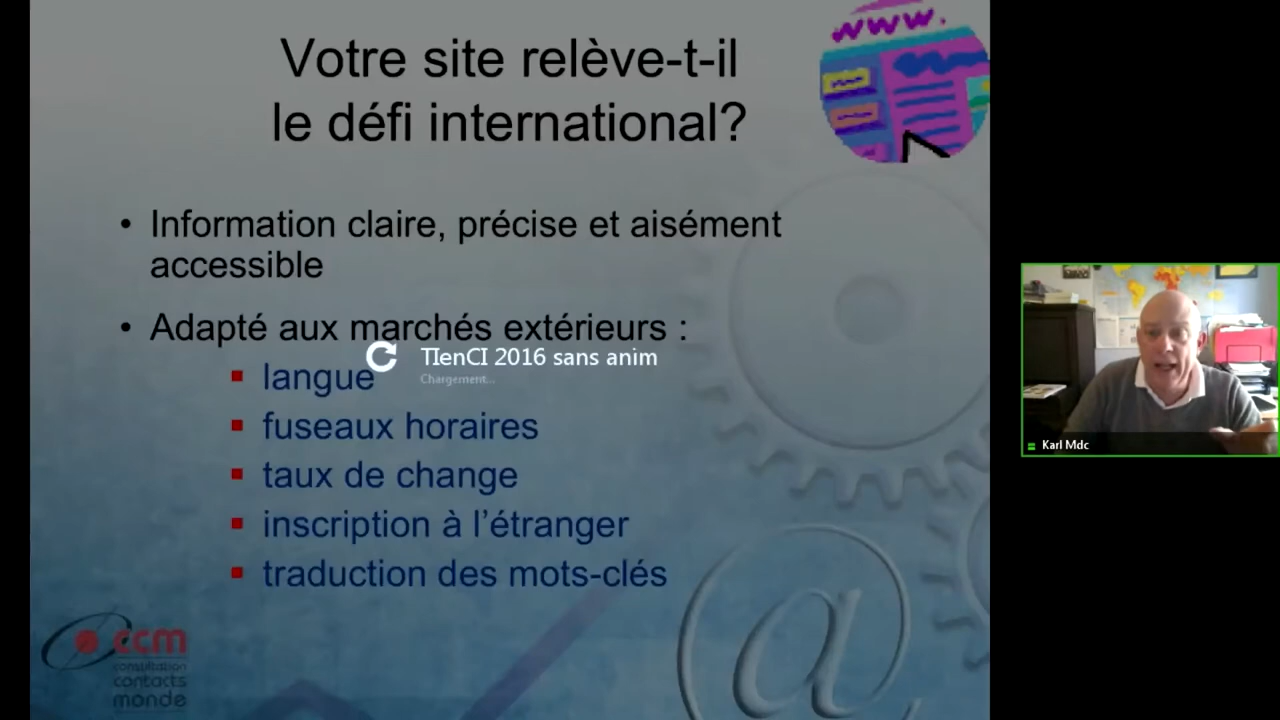 www.
Votre site relève-t-il
le défi international?
• Information claire, précise et aisément
accessible
• Adapté aux marchés extérieurs :
TIenCI 2016 sans anim
Chargement...
langue
fuseaux horaires
taux de change
inscription à l’étranger
traduction des mots-clés
@
ccm
consultation
contacts
monde
Karl Mdc